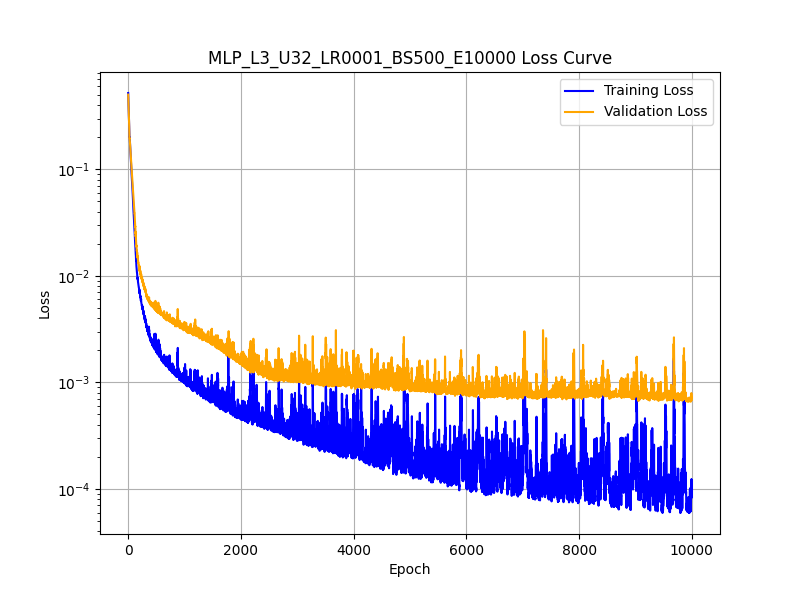 MLP_L3_U32_LR0001_BS500_E10000 Loss Curve
Training Loss
Validation Loss
10⁻¹
10⁻²
10⁻³
10⁻⁴
Loss
0 2000 4000 6000 8000 10000
Epoch